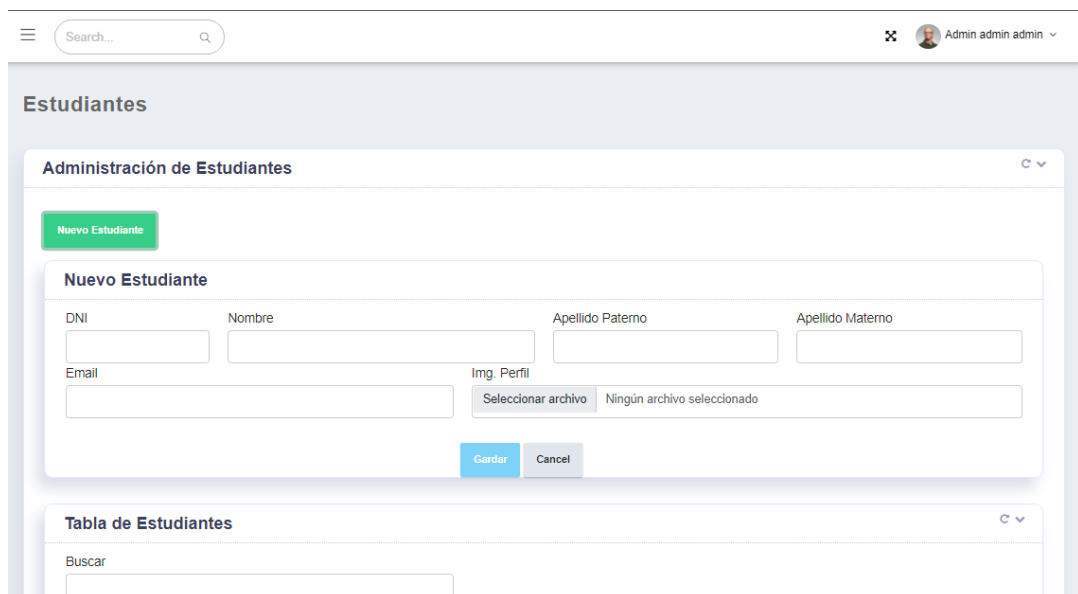 Search...
Admin admin admin
Estudiantes
Administración de Estudiantes
Nuevo Estudiante
Nuevo Estudiante
DNI Nombre Apellido Paterno Apellido Materno
Email Img. Perfil
Seleccionar archivo Ningún archivo seleccionado
Gardar Cancel
Tabla de Estudiantes
Buscar